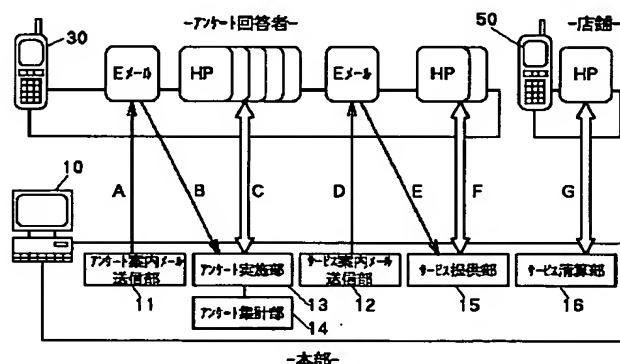 30
-アンケート回答者-
50
-店舗-
Eメール
HP
Eメール
HP
HP
10
A
B
C
D
E
F
G
アンケート案内メール
送信部
11
アンケート実施部
13
アンケート集計部
14
サービス案内メール
送信部
12
サービス提供部
15
サービス清算部
16
-本部-